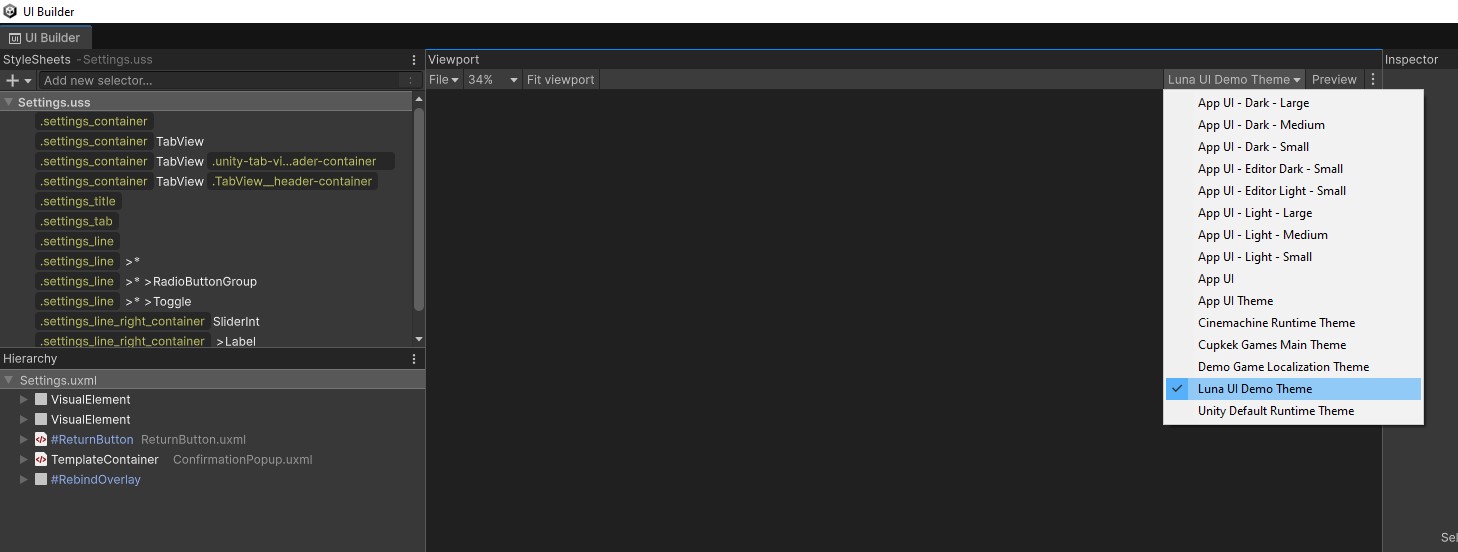 UI Builder
UI Builder
StyleSheets - Settings.uss
Add new selector...
Settings.uss
.settings_container
.settings_container TabView
.settings_container TabView .unity-tab-vi...ader-container
.settings_container TabView .TabView__header-container
.settings_title
.settings_tab
.settings_line
.settings_line >*
.settings_line >* >RadioButtonGroup
.settings_line >* >Toggle
.settings_line_right_container SliderInt
.settings_line_right_container >Label
Hierarchy
Settings.uxml
VisualElement
VisualElement
#ReturnButton ReturnButton.uxml
TemplateContainer ConfirmationPopup.uxml
#RebindOverlay
Viewport
File 34% Fit viewport Luna UI Demo Theme Preview
App UI - Dark - Large
App UI - Dark - Medium
App UI - Dark - Small
App UI - Editor Dark - Small
App UI - Editor Light - Small
App UI - Light - Large
App UI - Light - Medium
App UI - Light - Small
App UI
App UI Theme
Cinemachine Runtime Theme
Cupkek Games Main Theme
Demo Game Localization Theme
Luna UI Demo Theme
Unity Default Runtime Theme
Inspector
Sel